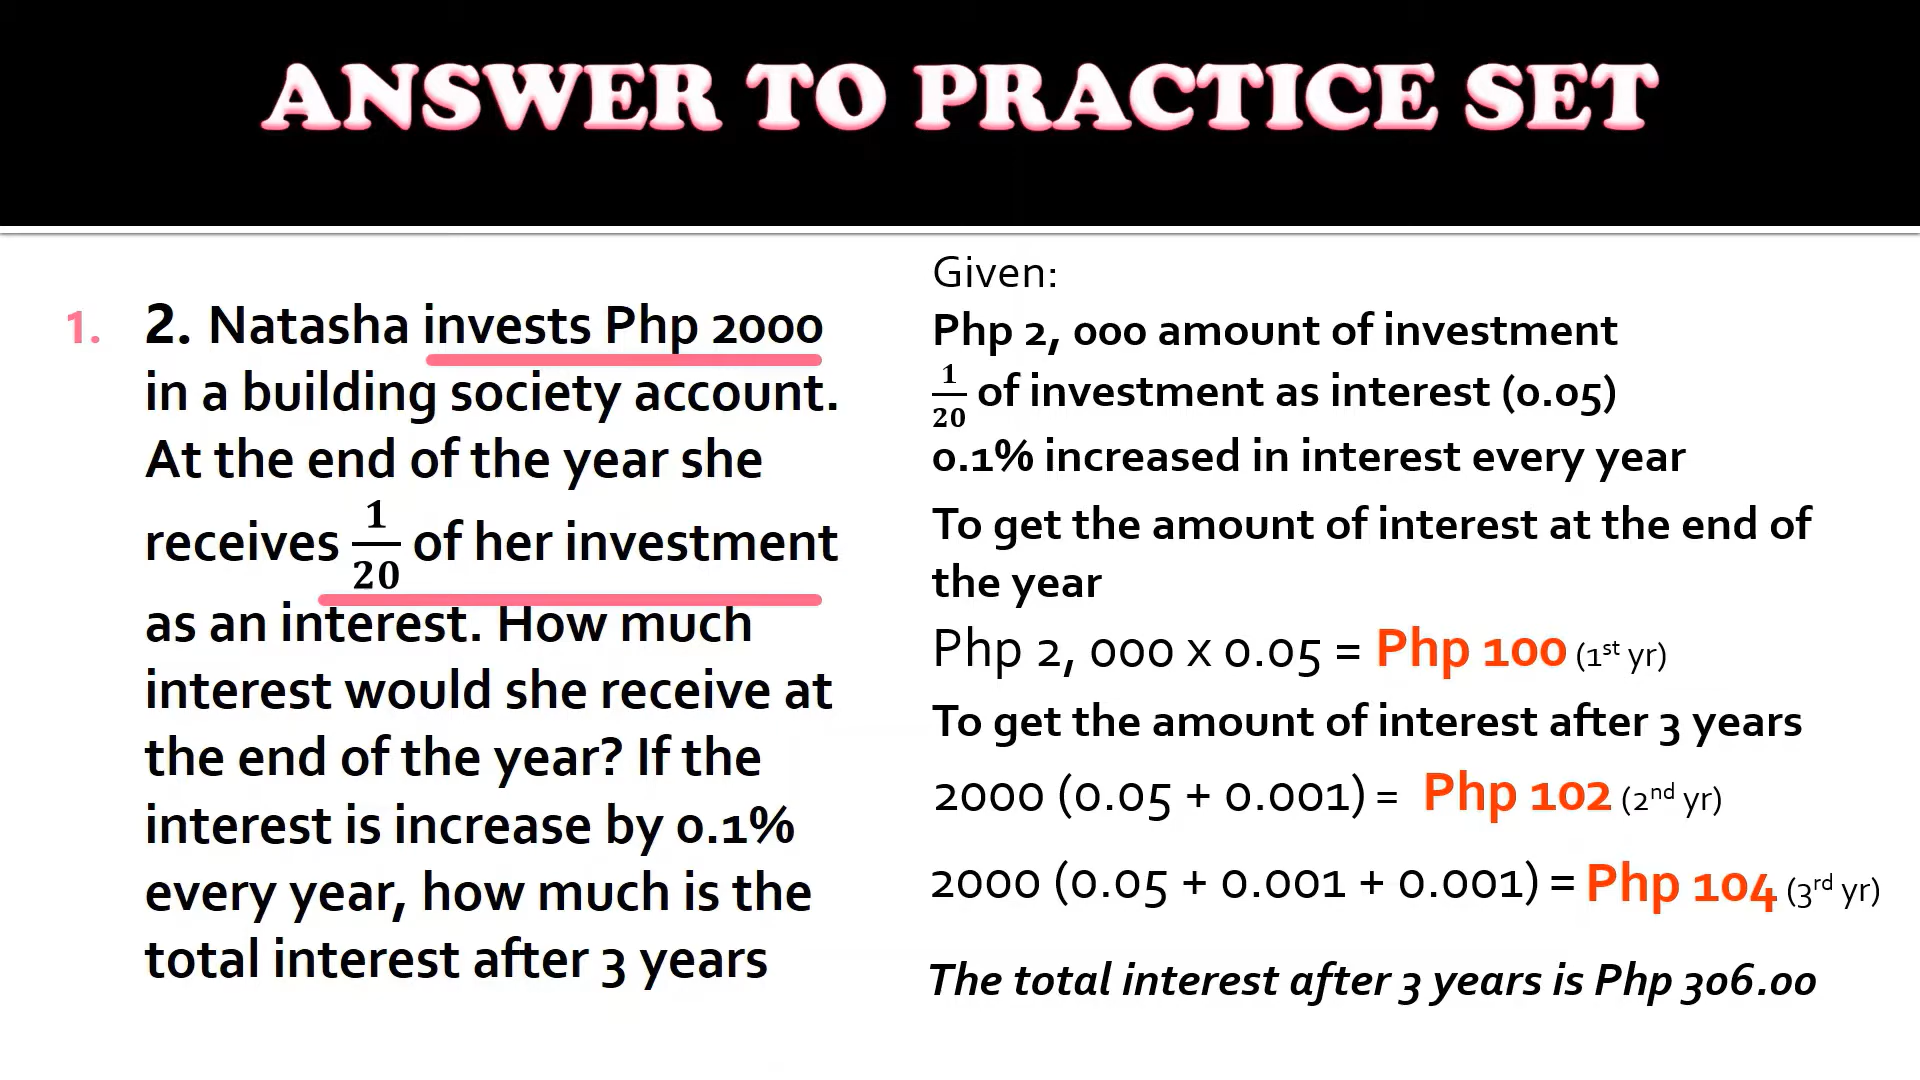 ANSWER TO PRACTICE SET
1. 2. Natasha invests Php 2000
in a building society account.
At the end of the year she
receives 1/20 of her investment
as an interest. How much
interest would she receive at
the end of the year? If the
interest is increase by 0.1%
every year, how much is the
total interest after 3 years
Given:
Php 2, 000 amount of investment
1/20 of investment as interest (0.05)
0.1% increased in interest every year
To get the amount of interest at the end of
the year
Php 2, 000 x 0.05 = Php 100 (1st yr)
To get the amount of interest after 3 years
2000 (0.05 + 0.001) = Php 102 (2nd yr)
2000 (0.05 + 0.001 + 0.001) = Php 104 (3rd yr)
The total interest after 3 years is Php 306.00